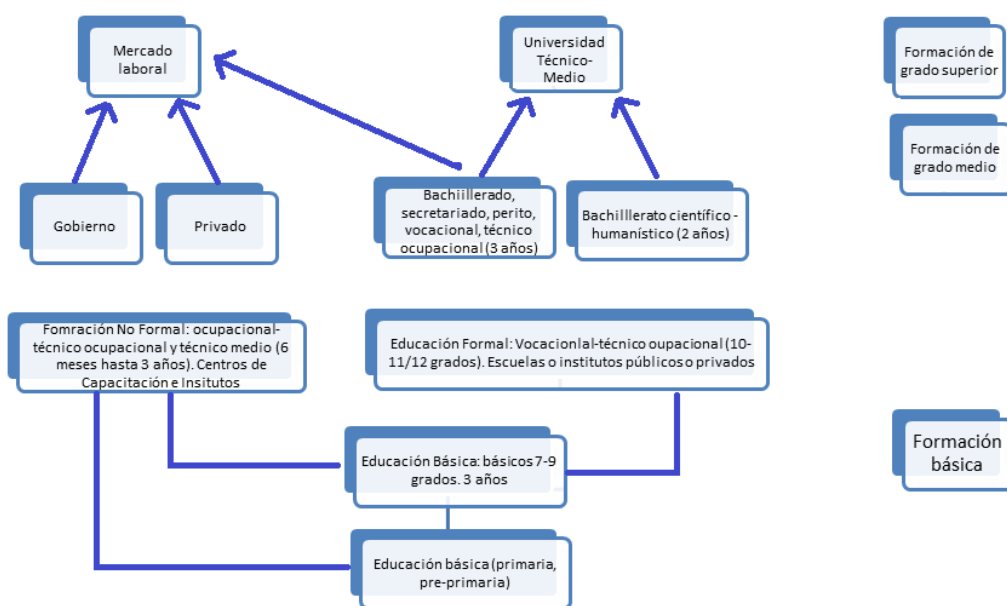 Mercado
laboral
Universidad
Técnico-
Medio
Formación de
grado superior
Formación de
grado medio
Gobierno
Privado
Bachiillerado,
secretariado, perito,
vocacional, técnico
ocupacional (3 años)
Bachilllerato científico -
humanístico (2 años)
Fomración No Formal: ocupacional-
técnico ocupacional y técnico medio (6
meses hasta 3 años). Centros de
Capacitación e Insitutos
Educación Formal: Vocacionlal-técnico oupacional (10-
11/12 grados). Escuelas o institutos públicos o privados
Educación Básica: básicos 7-9
grados. 3 años
Formación
básica
Educación básica (primaria,
pre-primaria)